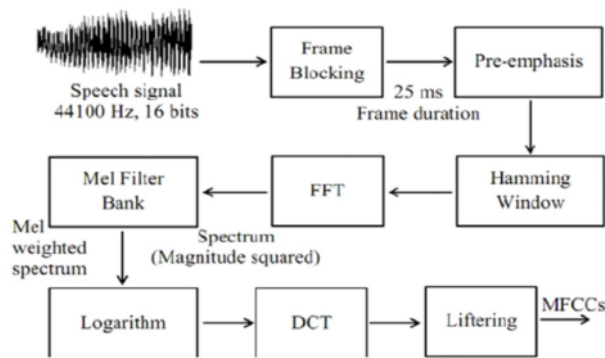 Speech signal
44100 Hz, 16 bits
Frame
Blocking
25 ms
Frame duration
Pre-emphasis
Hamming
Window
FFT
Spectrum
(Magnitude squared)
Mel Filter
Bank
Mel
weighted
spectrum
Logarithm
DCT
Liftering
MFCCs